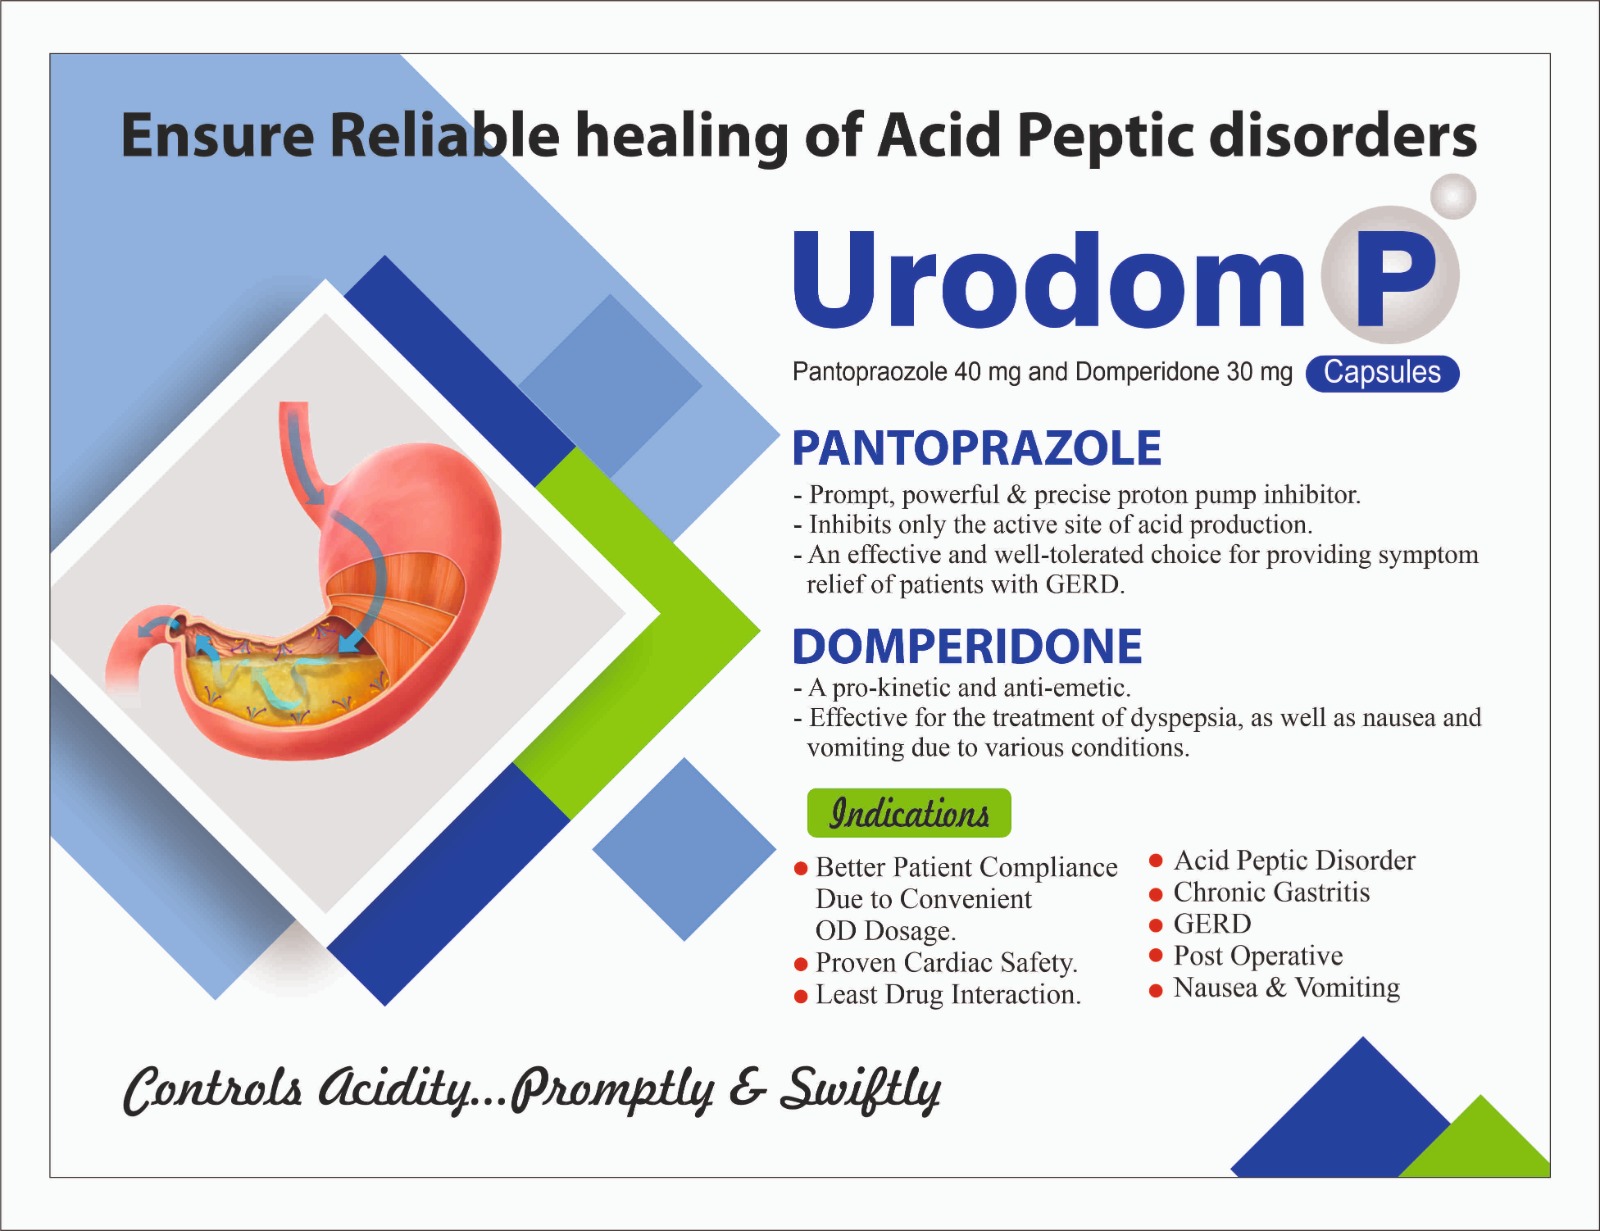 Ensure Reliable healing of Acid Peptic disorders
Urodom P
Pantopraozole 40 mg and Domperidone 30 mg Capsules
PANTOPRAZOLE
- Prompt, powerful & precise proton pump inhibitor.
- Inhibits only the active site of acid production.
- An effective and well-tolerated choice for providing symptom
relief of patients with GERD.
DOMPERIDONE
- A pro-kinetic and anti-emetic.
- Effective for the treatment of dyspepsia, as well as nausea and
vomiting due to various conditions.
Indications
• Better Patient Compliance
Due to Convenient
OD Dosage.
• Proven Cardiac Safety.
• Least Drug Interaction.
• Acid Peptic Disorder
• Chronic Gastritis
• GERD
• Post Operative
• Nausea & Vomiting
Controls Acidity...Promptly & Swiftly